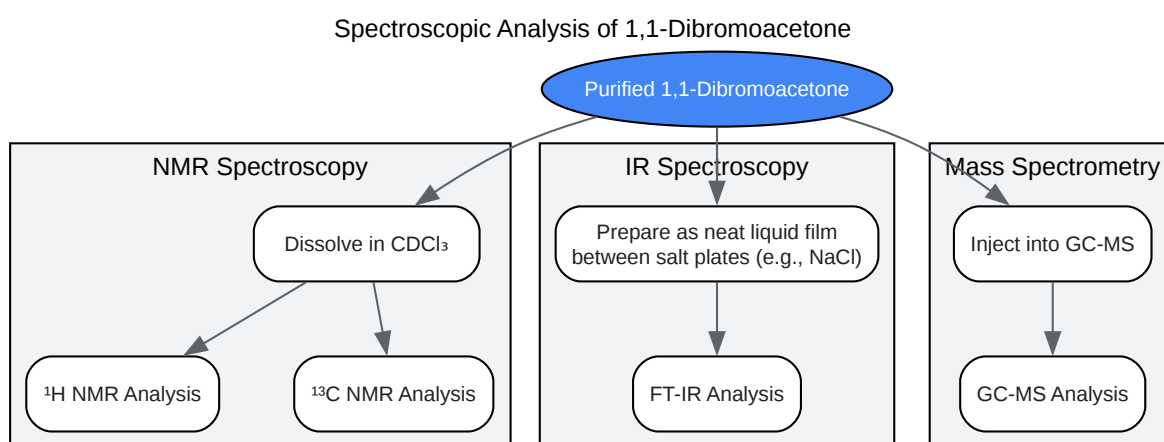 Spectroscopic Analysis of 1,1-Dibromoacetone
Purified 1,1-Dibromoacetone
NMR Spectroscopy
IR Spectroscopy
Mass Spectrometry
Dissolve in CDCl₃
Prepare as neat liquid film
between salt plates (e.g., NaCl)
Inject into GC-MS
¹H NMR Analysis
¹³C NMR Analysis
FT-IR Analysis
GC-MS Analysis